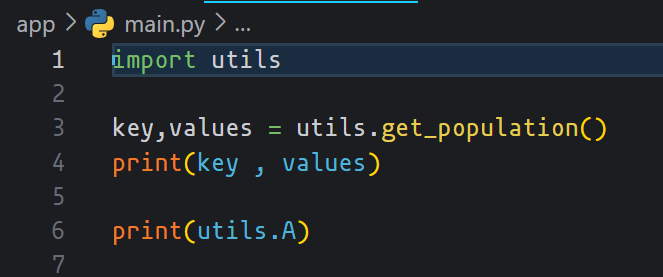 app > main.py > ...
1 import utils
2
3 key,values = utils.get_population()
4 print(key , values)
5
6 print(utils.A)
7